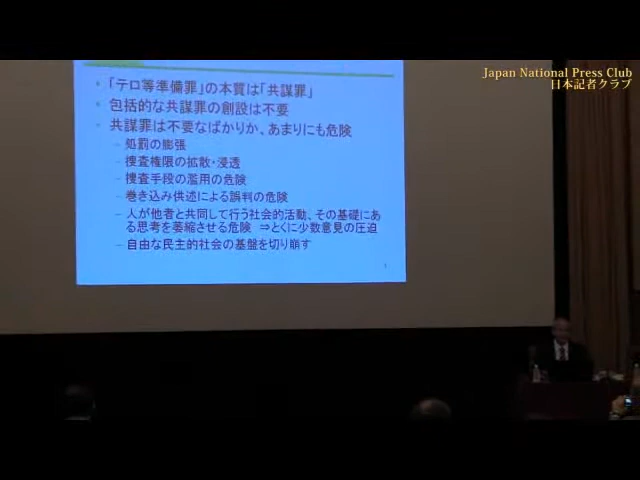 Japan National Press Club
日本記者クラブ
・「テロ等準備罪」の本質は「共謀罪」
・包括的な共謀罪の創設は不要
・共謀罪は不要なばかりか、あまりにも危険
－処罰の膨張
－捜査権限の拡散・浸透
－捜査手段の濫用の危険
－巻き込み供述による誤判の危険
－人が他者と共同して行う社会的活動、その基礎にあ
る思考を萎縮させる危険 ⇒とくに少数意見の圧迫
－自由な民主的社会の基盤を切り崩す